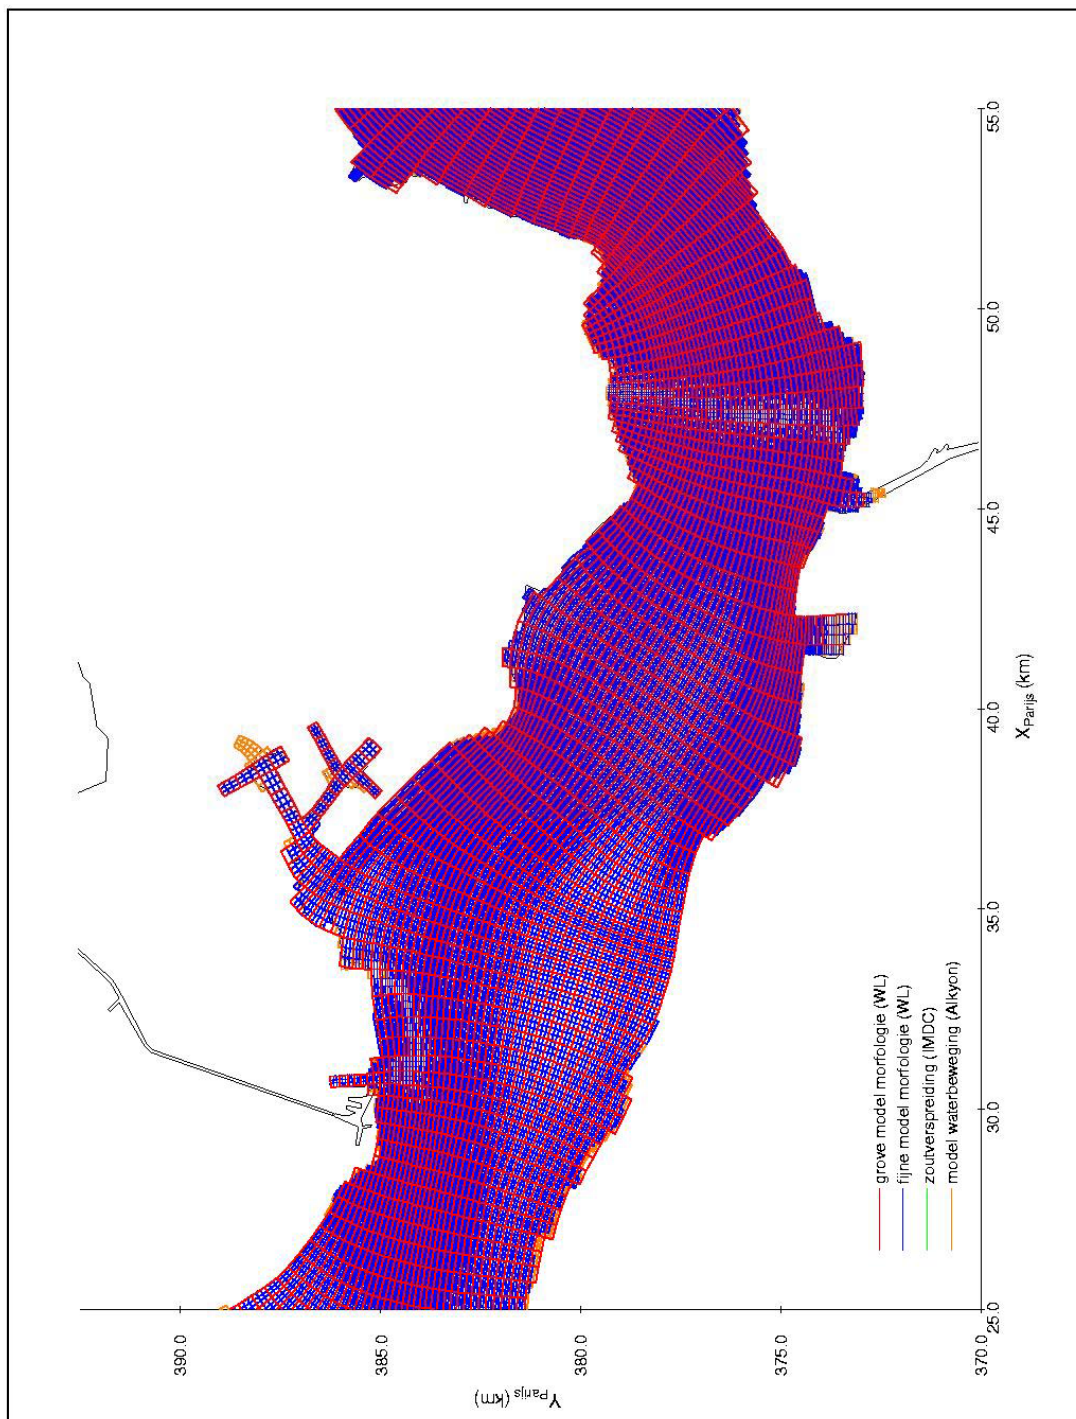 Y Parijs (km)
390.0
385.0
380.0
375.0
370.0
25.0
30.0
35.0
40.0
45.0
50.0
55.0
X Parijs (km)
grove model morfologie (WL)
fijne model morfologie (WL)
zoutverspreiding (IMDC)
model waterbeweging (Alkyon)